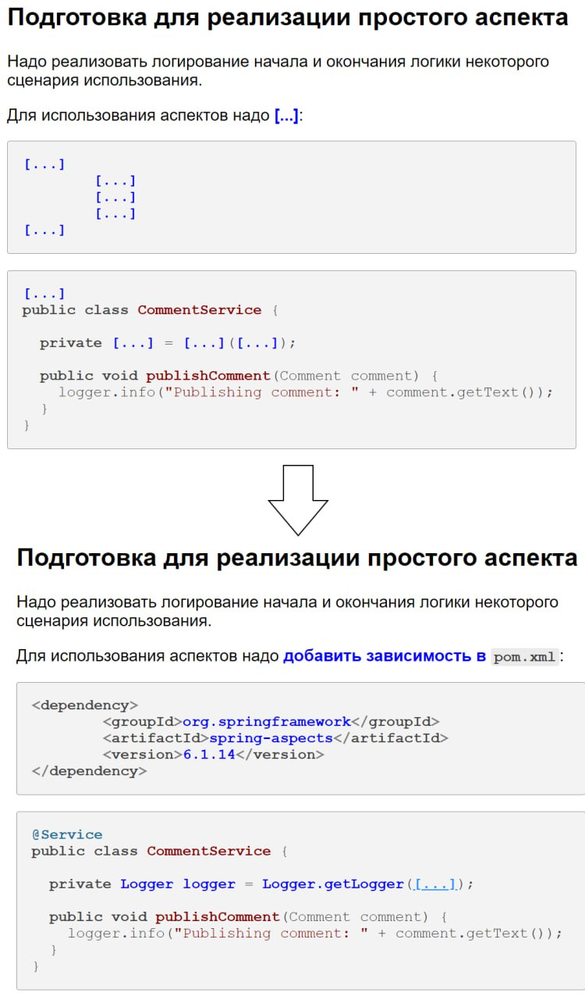 Подготовка для реализации простого аспекта
Надо реализовать логирование начала и окончания логики некоторого
сценария использования.
Для использования аспектов надо [...]:
[...]
[...]
[...]
[...]
[...]
[...]
public class CommentService {
private [...] = [...]([...]);
public void publishComment(Comment comment) {
logger.info("Publishing comment: " + comment.getText());
}
}
Подготовка для реализации простого аспекта
Надо реализовать логирование начала и окончания логики некоторого
сценария использования.
Для использования аспектов надо добавить зависимость в pom.xml:
<dependency>
<groupId>org.springframework</groupId>
<artifactId>spring-aspects</artifactId>
<version>6.1.14</version>
</dependency>
@Service
public class CommentService {
private Logger logger = Logger.getLogger([...]);
public void publishComment(Comment comment) {
logger.info("Publishing comment: " + comment.getText());
}
}